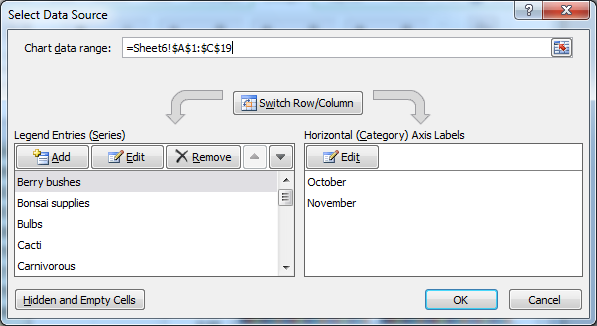 Select Data Source
Chart data range: =Sheet6!$A$1:$C$19
Switch Row/Column
Legend Entries (Series)
Add Edit Remove
Berry bushes
Bonsai supplies
Bulbs
Cacti
Carnivorous
Horizontal (Category) Axis Labels
Edit
October
November
Hidden and Empty Cells
OK Cancel